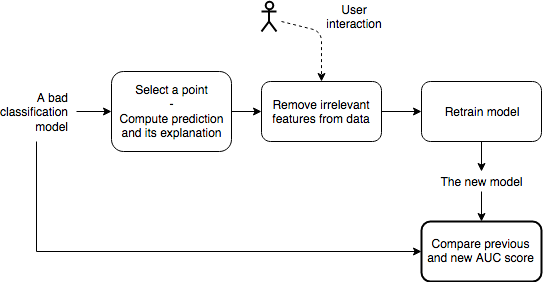 User
interaction
A bad
classification
model
Select a point
-
Compute prediction
and its explanation
Remove irrelevant
features from data
Retrain model
The new model
Compare previous
and new AUC score